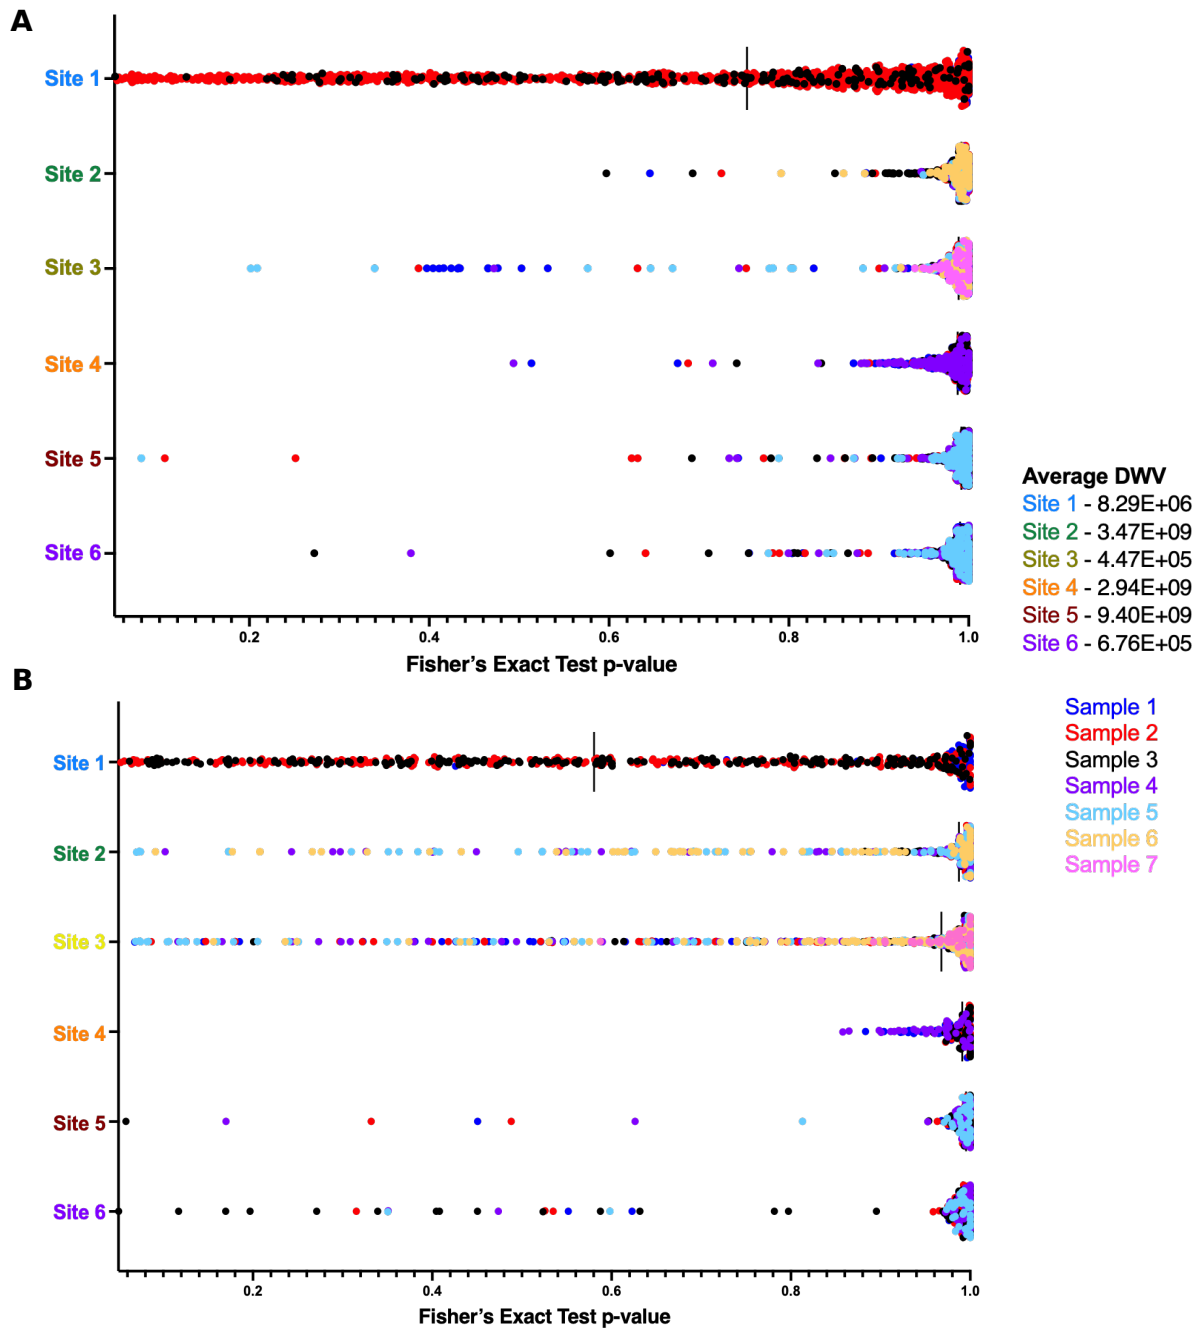 A
Site 1
Site 2
Site 3
Site 4
Site 5
Site 6
0.2 0.4 0.6 0.8 1.0
Fisher's Exact Test p-value
Average DWV
Site 1 - 8.29E+06
Site 2 - 3.47E+09
Site 3 - 4.47E+05
Site 4 - 2.94E+09
Site 5 - 9.40E+09
Site 6 - 6.76E+05
B
Site 1
Site 2
Site 3
Site 4
Site 5
Site 6
0.2 0.4 0.6 0.8 1.0
Fisher's Exact Test p-value
Sample 1
Sample 2
Sample 3
Sample 4
Sample 5
Sample 6
Sample 7